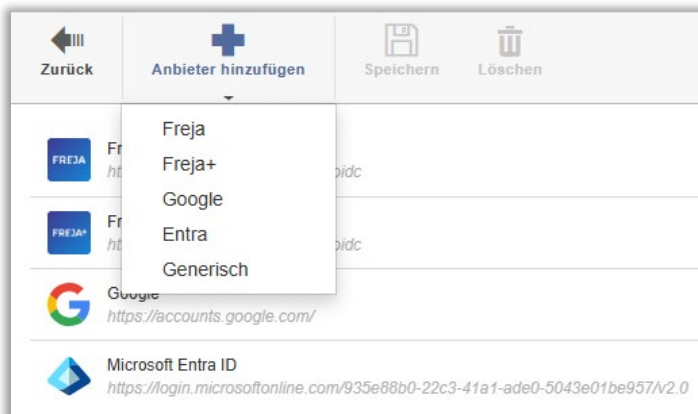 Zurück
Anbieter hinzufügen
Speichern
Löschen
Freja
Freja+
Google
Entra
Generisch
FREJA
Fr
ht
oidc
FREJA+
Fr
ht
oidc
Google
https://accounts.google.com/
Microsoft Entra ID
https://login.microsoftonline.com/935e88b0-22c3-41a1-ade0-5043e01be957/v2.0